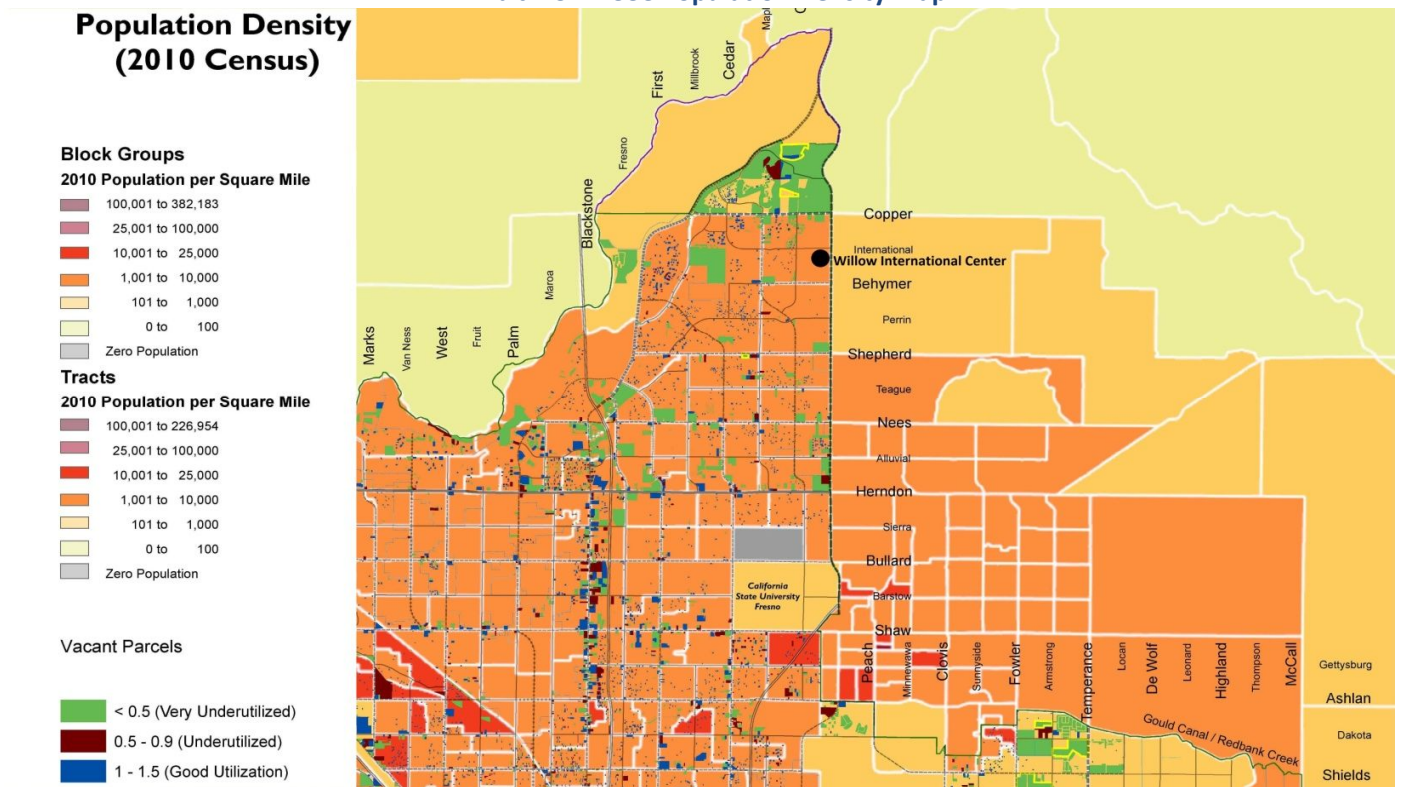 Population Density
(2010 Census)
Block Groups
2010 Population per Square Mile
100,001 to 382,183
25,001 to 100,000
10,001 to 25,000
1,001 to 10,000
101 to 1,000
0 to 100
Zero Population
Tracts
2010 Population per Square Mile
100,001 to 226,954
25,001 to 100,000
10,001 to 25,000
1,001 to 10,000
101 to 1,000
0 to 100
Zero Population
Vacant Parcels
< 0.5 (Very Underutilized)
0.5 - 0.9 (Underutilized)
1 - 1.5 (Good Utilization)
Marks
Van Ness
West
Fruit
Palm
Maroa
Blackstone
Fresno
First
Millbrook
Cedar
Copper
International
Willow International Center
Behymer
Perrin
Shepherd
Teague
Nees
Alluvial
Herndon
Sierra
Bullard
California
State University
Fresno
Barstow
Shaw
Peach
Minnewawa
Clovis
Sunnyside
Fowler
Armstrong
Temperance
Locan
De Wolf
Leonard
Highland
Thompson
McCall
Gettysburg
Ashlan
Gould Canal / Redbank Creek
Dakota
Shields